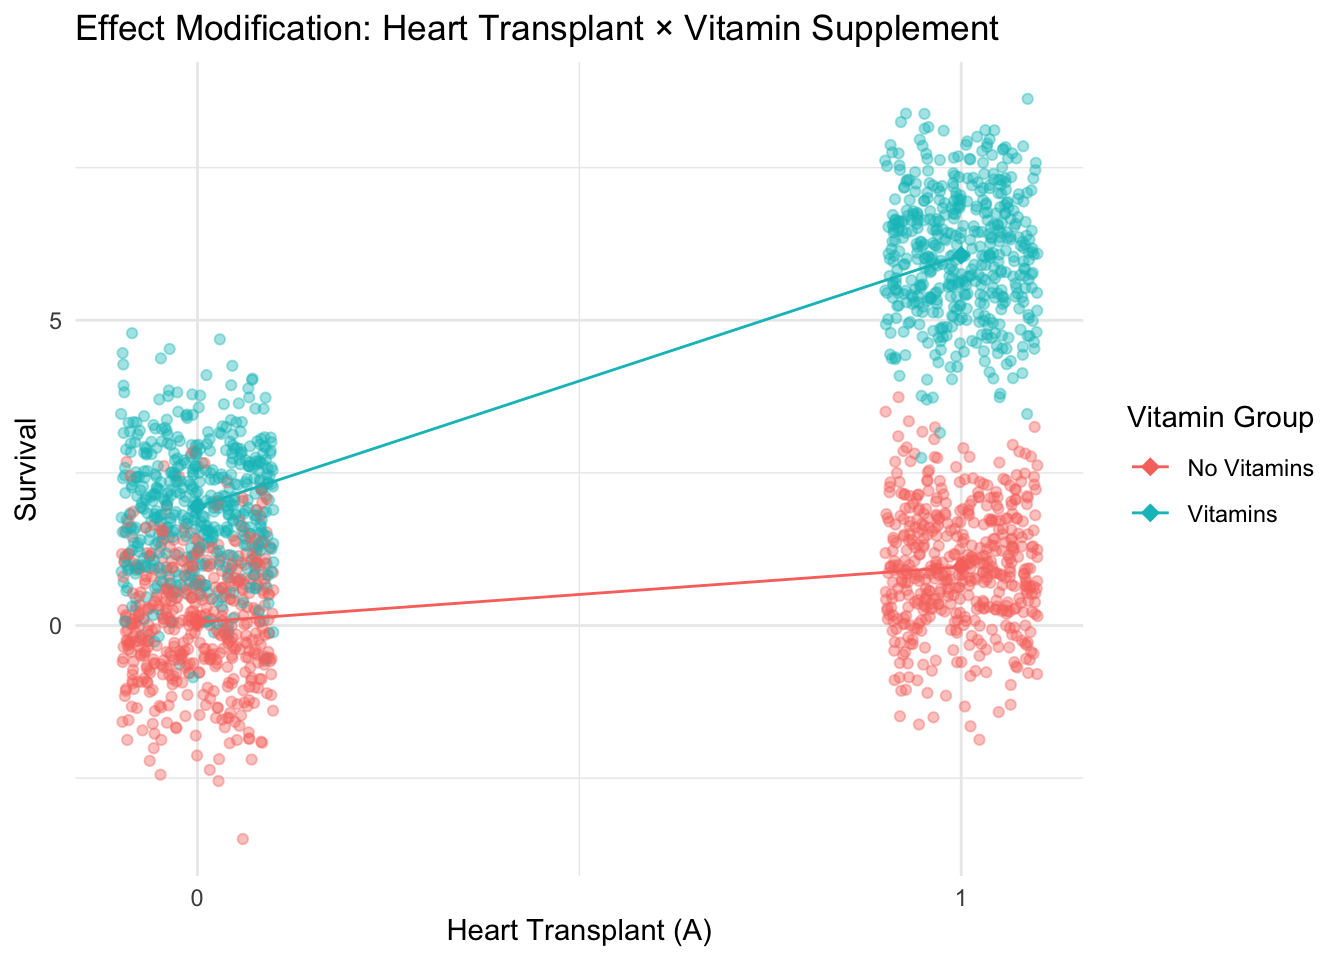 Effect Modification: Heart Transplant × Vitamin Supplement
Survival
5
0
0
1
Heart Transplant (A)
Vitamin Group
No Vitamins
Vitamins